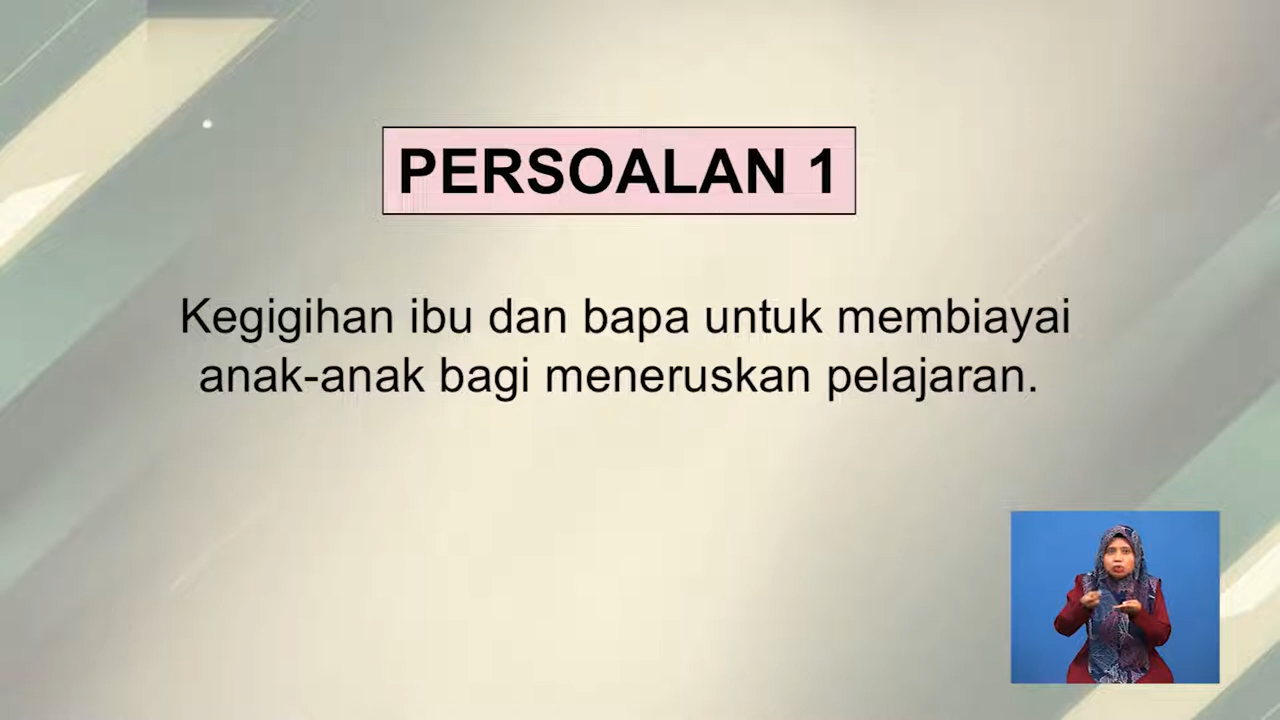 PERSOALAN 1
Kegigihan ibu dan bapa untuk membiayai
anak-anak bagi meneruskan pelajaran.